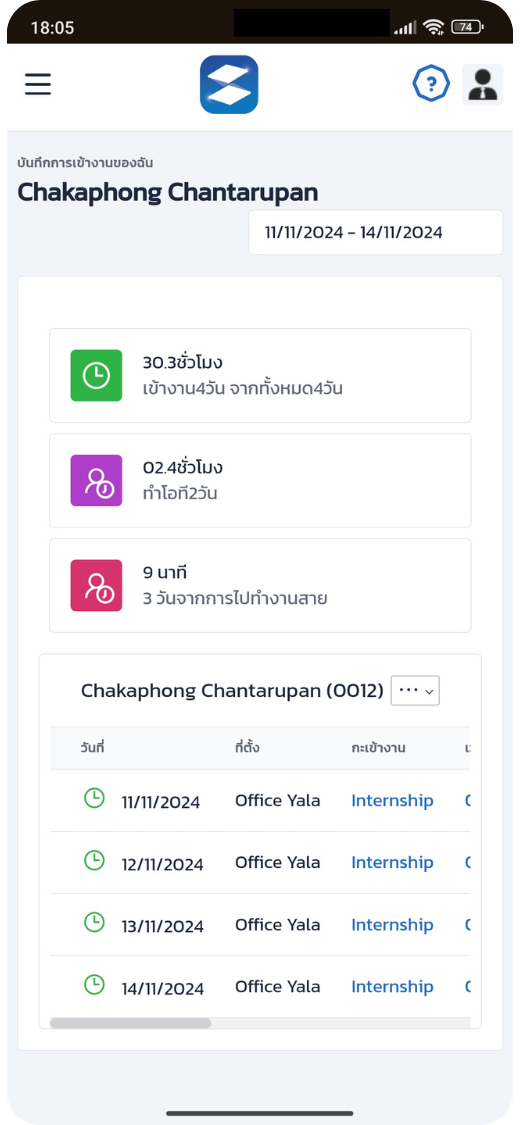 18:05
74
?
บันทึกการเข้างานของฉัน
Chakaphong Chantarupan
11/11/2024 - 14/11/2024
30.3ชั่วโมง
เข้างาน4วัน จากทั้งหมด4วัน
02.4ชั่วโมง
ทำโอที2วัน
9 นาที
3 วันจากการไปทำงานสาย
Chakaphong Chantarupan (0012) ...
วันที่ ที่ตั้ง กะเข้างาน
11/11/2024 Office Yala Internship
12/11/2024 Office Yala Internship
13/11/2024 Office Yala Internship
14/11/2024 Office Yala Internship